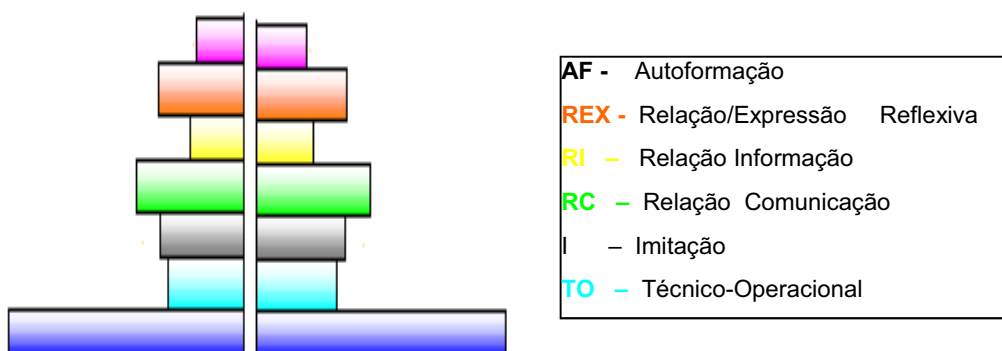 AF - Autoformação
REX - Relação/Expressão Reflexiva
RI – Relação Informação
RC – Relação Comunicação
I – Imitação
TO – Técnico-Operacional